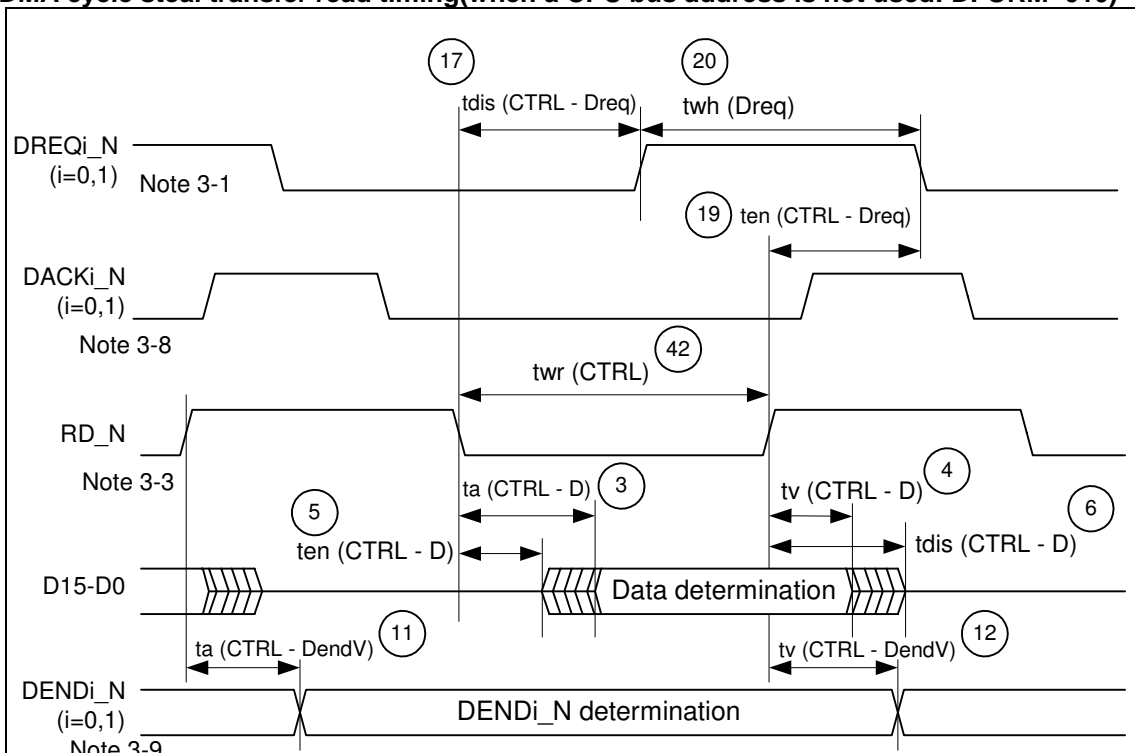 DMA cycle steal transfer read timing(when a CPU bus address is not used: DFORM=010)
17
20
tdis (CTRL - Dreq)
twh (Dreq)
DREQi_N
(i=0,1)
Note 3-1
19
ten (CTRL - Dreq)
DACKi_N
(i=0,1)
Note 3-8
42
twr (CTRL)
RD_N
Note 3-3
ta (CTRL - D)
3
tv (CTRL - D)
4
5
ten (CTRL - D)
6
tdis (CTRL - D)
D15-D0
Data determination
ta (CTRL - DendV)
11
tv (CTRL - DendV)
12
DENDi_N
(i=0,1)
DENDi_N determination
Note 3-9